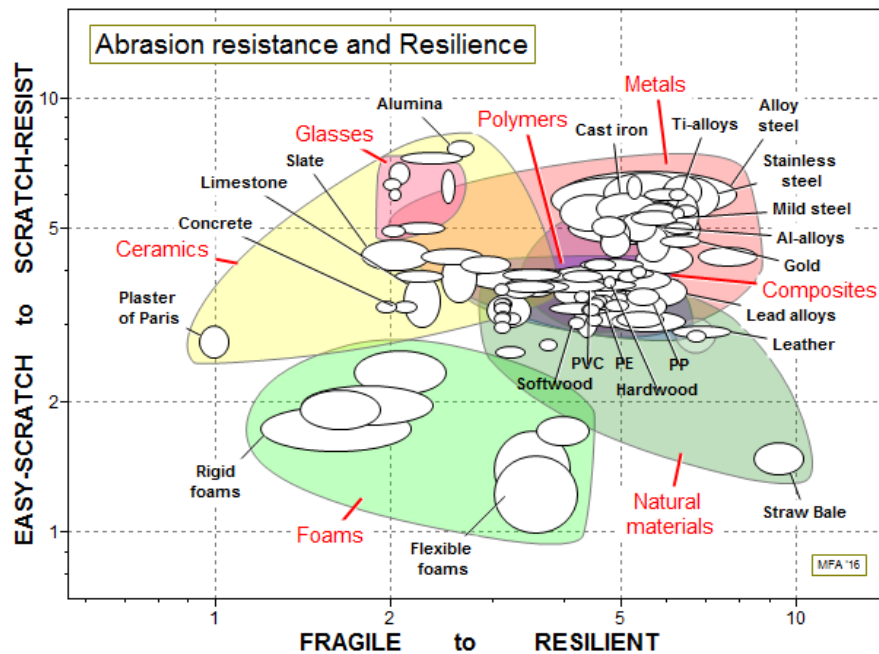 Abrasion resistance and Resilience
Metals
Alumina
Polymers
Alloy
steel
Cast iron
Ti-alloys
Glasses
Slate
Stainless
steel
Limestone
Mild steel
Concrete
Al-alloys
Ceramics
Gold
Composites
Plaster
of Paris
Lead alloys
Leather
PVC
PE
PP
Softwood
Hardwood
Rigid
foams
Natural
materials
Straw Bale
Foams
Flexible
foams
MFA '16
EASY-SCRATCH to SCRATCH-RESIST
10
5
2
1
1
2
5
10
FRAGILE to RESILIENT